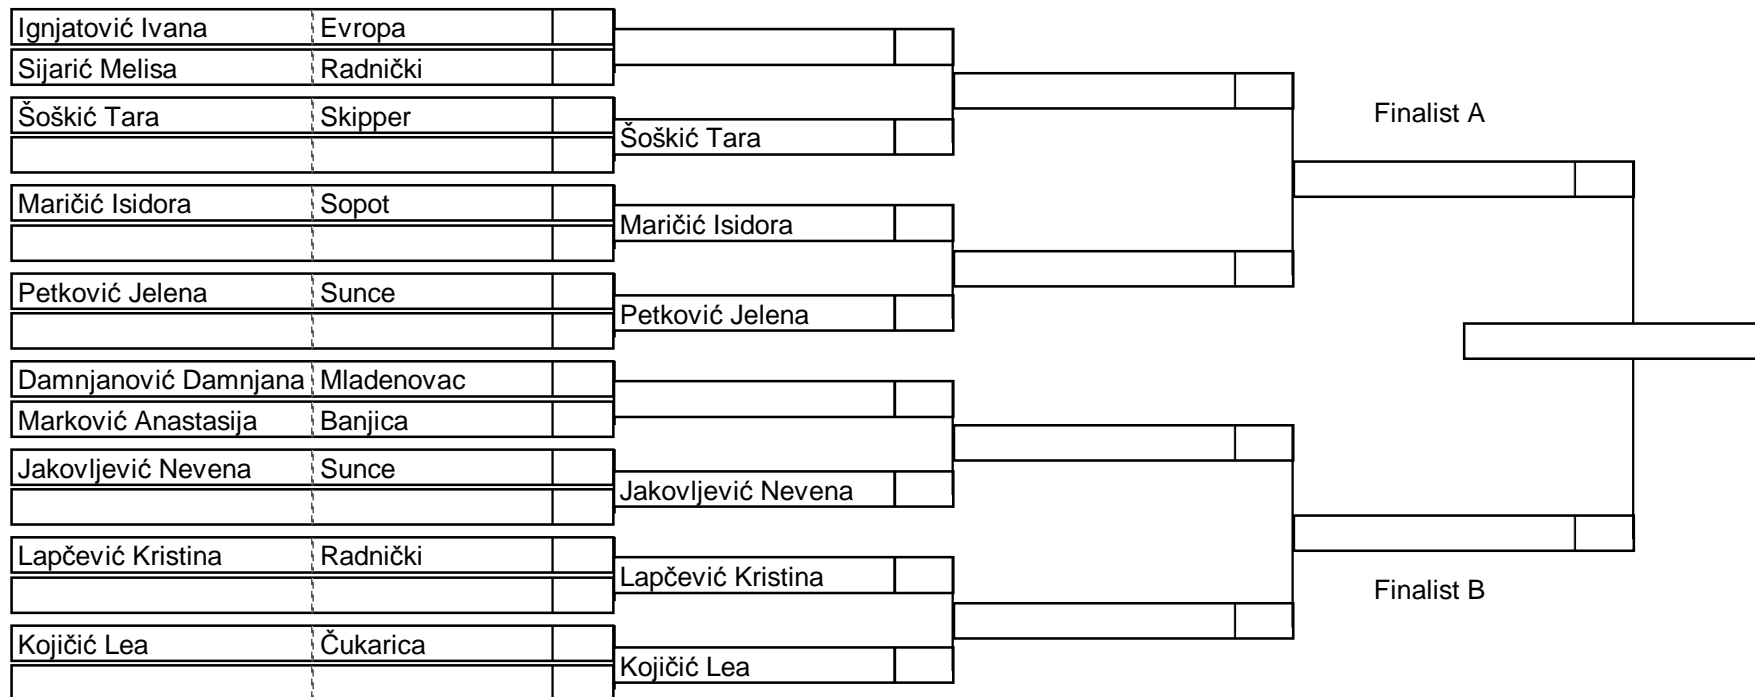 Ignjatović Ivana Evropa
Sijarić Melisa Radnički
Šoškić Tara Skipper
Šoškić Tara
Finalist A
Maričić Isidora Sopot
Maričić Isidora
Petković Jelena Sunce
Petković Jelena
Damnjanović Damnjana Mladenovac
Marković Anastasija Banjica
Jakovljević Nevena Sunce
Jakovljević Nevena
Lapčević Kristina Radnički
Lapčević Kristina
Finalist B
Kojičić Lea Čukarica
Kojičić Lea